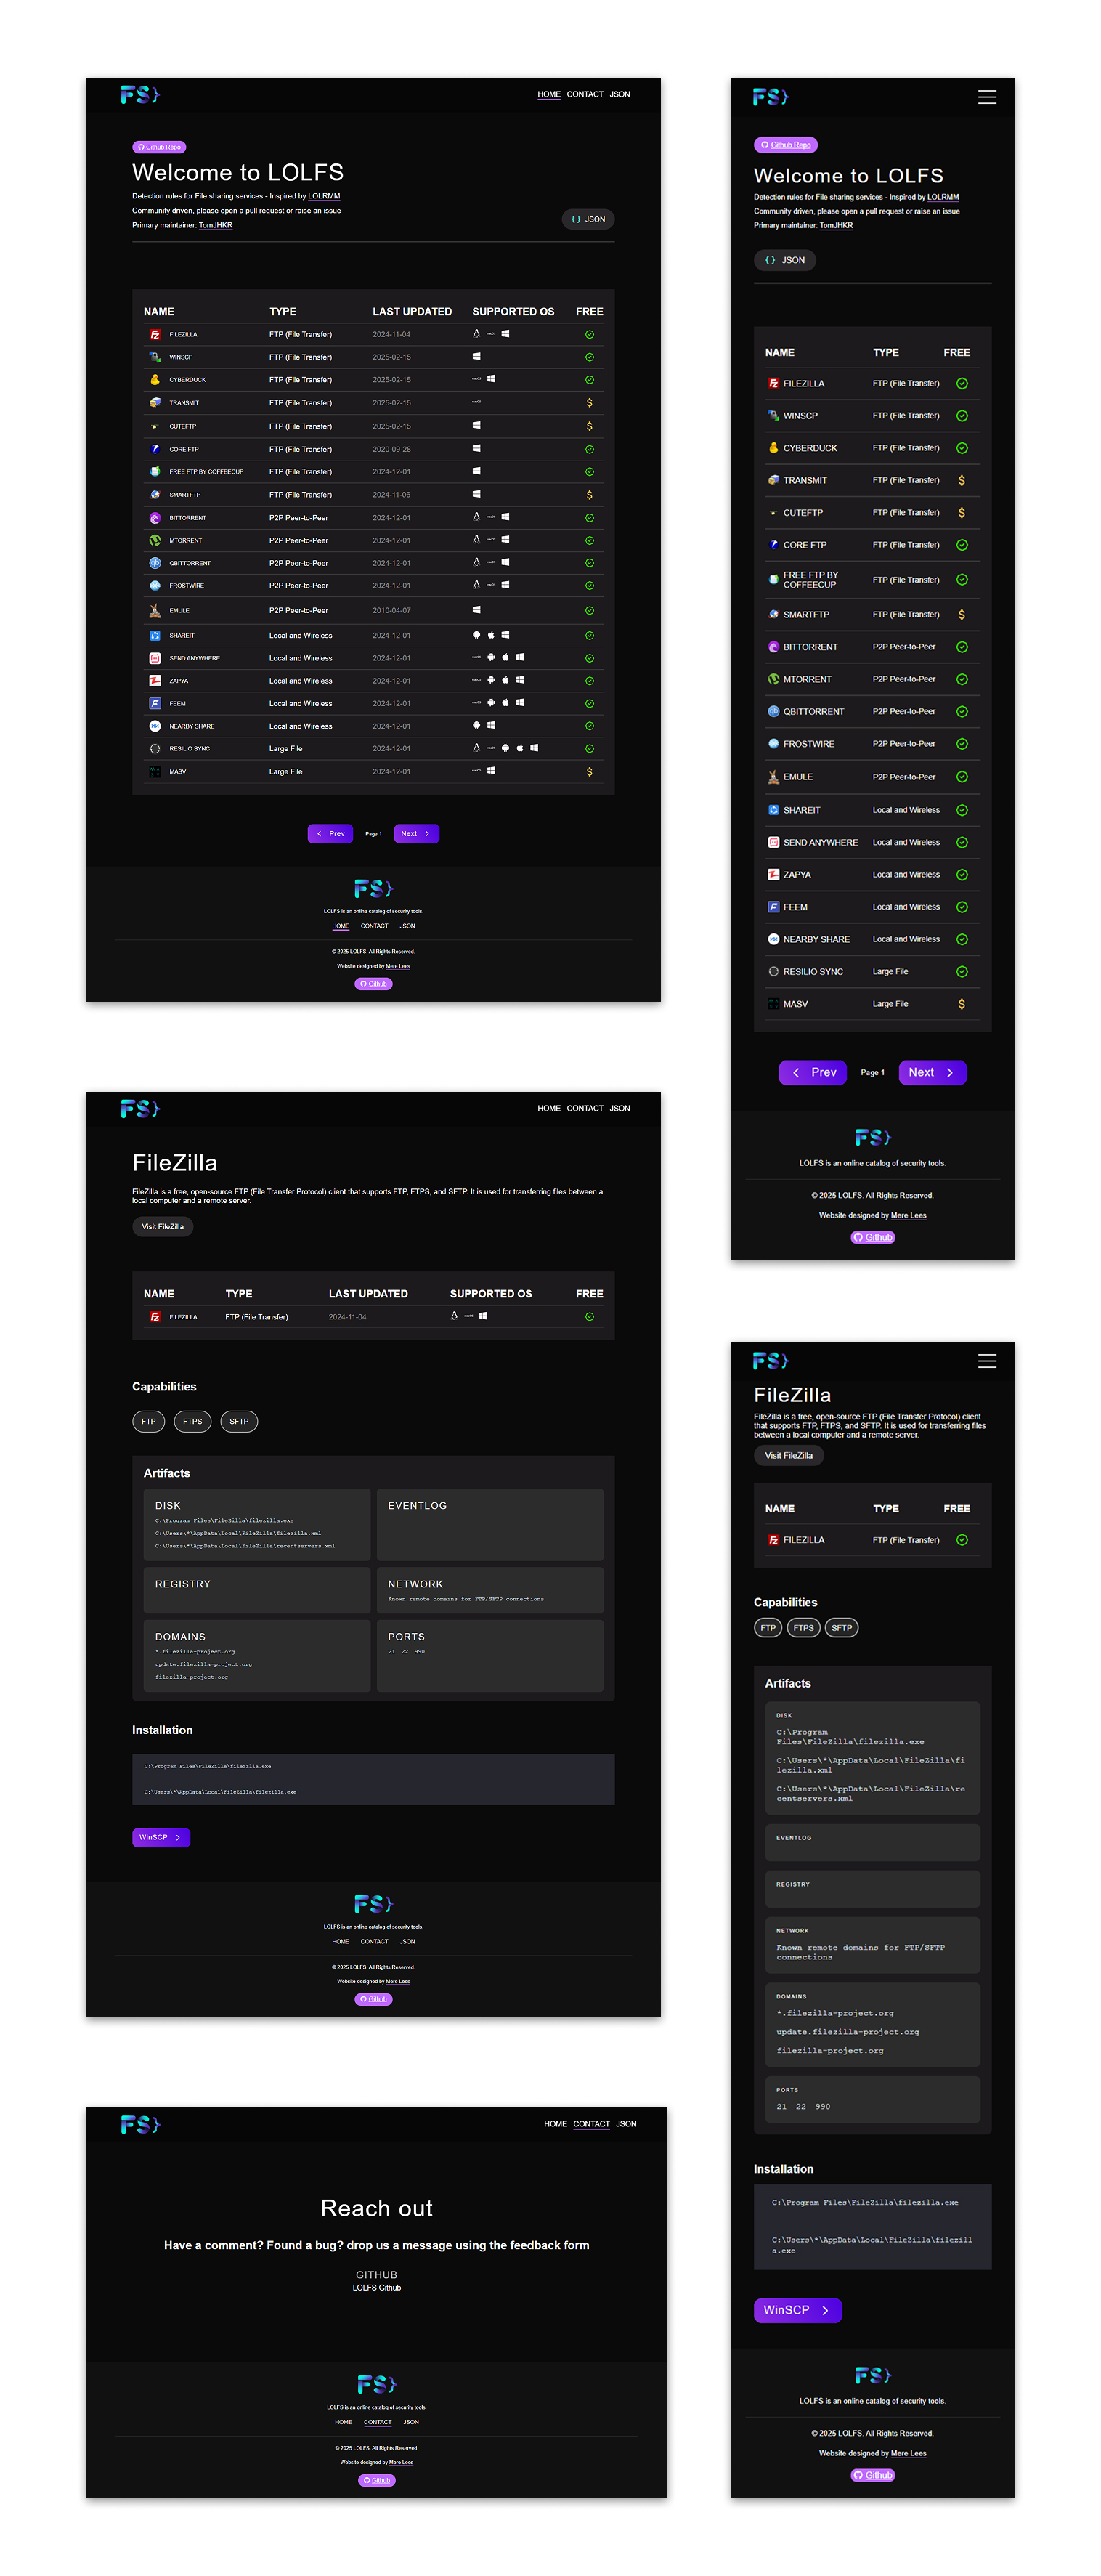 FS}
HOME CONTACT JSON
Github Repo
Welcome to LOLFS
Detection rules for File sharing services - Inspired by LOLRMM
Community driven, please open a pull request or raise an issue
Primary maintainer: TomJHKR
{} JSON
NAME TYPE LAST UPDATED SUPPORTED OS FREE
FILEZILLA FTP (File Transfer) 2024-11-04 macOS
WINSCP FTP (File Transfer) 2025-02-15
CYBERDUCK FTP (File Transfer) 2025-02-15 macOS
TRANSMIT FTP (File Transfer) 2025-02-15 macOS $
CUTEFTP FTP (File Transfer) 2025-02-15 $
CORE FTP FTP (File Transfer) 2020-09-28
FREE FTP BY COFFEECUP FTP (File Transfer) 2024-12-01
SMARTFTP FTP (File Transfer) 2024-11-06 $
BITTORRENT P2P Peer-to-Peer 2024-12-01 macOS
MTORRENT P2P Peer-to-Peer 2024-12-01 macOS
QBITTORRENT P2P Peer-to-Peer 2024-12-01 macOS
FROSTWIRE P2P Peer-to-Peer 2024-12-01 macOS
EMULE P2P Peer-to-Peer 2010-04-07
SHAREIT Local and Wireless 2024-12-01
SEND ANYWHERE Local and Wireless 2024-12-01 macOS
ZAPYA Local and Wireless 2024-12-01 macOS
FEEM Local and Wireless 2024-12-01 macOS
NEARBY SHARE Local and Wireless 2024-12-01
RESILIO SYNC Large File 2024-12-01 macOS
MASV Large File 2024-12-01 macOS $
Prev Page 1 Next
FS}
LOLFS is an online catalog of security tools.
HOME CONTACT JSON
© 2025 LOLFS. All Rights Reserved.
Website designed by Mere Lees
Github
FS}
Github Repo
Welcome to LOLFS
Detection rules for File sharing services - Inspired by LOLRMM
Community driven, please open a pull request or raise an issue
Primary maintainer: TomJHKR
{} JSON
NAME TYPE FREE
FILEZILLA FTP (File Transfer)
WINSCP FTP (File Transfer)
CYBERDUCK FTP (File Transfer)
TRANSMIT FTP (File Transfer) $
CUTEFTP FTP (File Transfer) $
CORE FTP FTP (File Transfer)
FREE FTP BY
COFFEECUP FTP (File Transfer)
SMARTFTP FTP (File Transfer) $
BITTORRENT P2P Peer-to-Peer
MTORRENT P2P Peer-to-Peer
QBITTORRENT P2P Peer-to-Peer
FROSTWIRE P2P Peer-to-Peer
EMULE P2P Peer-to-Peer
SHAREIT Local and Wireless
SEND ANYWHERE Local and Wireless
ZAPYA Local and Wireless
FEEM Local and Wireless
NEARBY SHARE Local and Wireless
RESILIO SYNC Large File
MASV Large File $
Prev Page 1 Next
FS}
LOLFS is an online catalog of security tools.
© 2025 LOLFS. All Rights Reserved.
Website designed by Mere Lees
Github
FS}
HOME CONTACT JSON
FileZilla
FileZilla is a free, open-source FTP (File Transfer Protocol) client that supports FTP, FTPS, and SFTP. It is used for transferring files between a
local computer and a remote server.
Visit FileZilla
NAME TYPE LAST UPDATED SUPPORTED OS FREE
FILEZILLA FTP (File Transfer) 2024-11-04 macOS
Capabilities
FTP FTPS SFTP
Artifacts
DISK
C:\Program Files\FileZilla\filezilla.exe
C:\Users\*\AppData\Local\FileZilla\filezilla.xml
C:\Users\*\AppData\Local\FileZilla\recentservers.xml
EVENTLOG
REGISTRY
NETWORK
Known remote domains for FTP/SFTP connections
DOMAINS
*.filezilla-project.org
update.filezilla-project.org
filezilla-project.org
PORTS
21 22 990
Installation
C:\Program Files\FileZilla\filezilla.exe
C:\Users\*\AppData\Local\FileZilla\filezilla.exe
WinSCP
FS}
LOLFS is an online catalog of security tools.
HOME CONTACT JSON
© 2025 LOLFS. All Rights Reserved.
Website designed by Mere Lees
Github
FS}
FileZilla
FileZilla is a free, open-source FTP (File Transfer Protocol) client
that supports FTP, FTPS, and SFTP. It is used for transferring files
between a local computer and a remote server.
Visit FileZilla
NAME TYPE FREE
FILEZILLA FTP (File Transfer)
Capabilities
FTP FTPS SFTP
Artifacts
DISK
C:\Program
Files\FileZilla\filezilla.exe
C:\Users\*\AppData\Local\FileZilla\fi
lezilla.xml
C:\Users\*\AppData\Local\FileZilla\re
centservers.xml
EVENTLOG
REGISTRY
NETWORK
Known remote domains for FTP/SFTP
connections
DOMAINS
*.filezilla-project.org
update.filezilla-project.org
filezilla-project.org
PORTS
21 22 990
Installation
C:\Program Files\FileZilla\filezilla.exe
C:\Users\*\AppData\Local\FileZilla\filezill
a.exe
WinSCP
FS}
LOLFS is an online catalog of security tools.
© 2025 LOLFS. All Rights Reserved.
Website designed by Mere Lees
Github
FS}
HOME CONTACT JSON
Reach out
Have a comment? Found a bug? drop us a message using the feedback form
GITHUB
LOLFS Github
FS}
LOLFS is an online catalog of security tools.
HOME CONTACT JSON
© 2025 LOLFS. All Rights Reserved.
Website designed by Mere Lees
Github